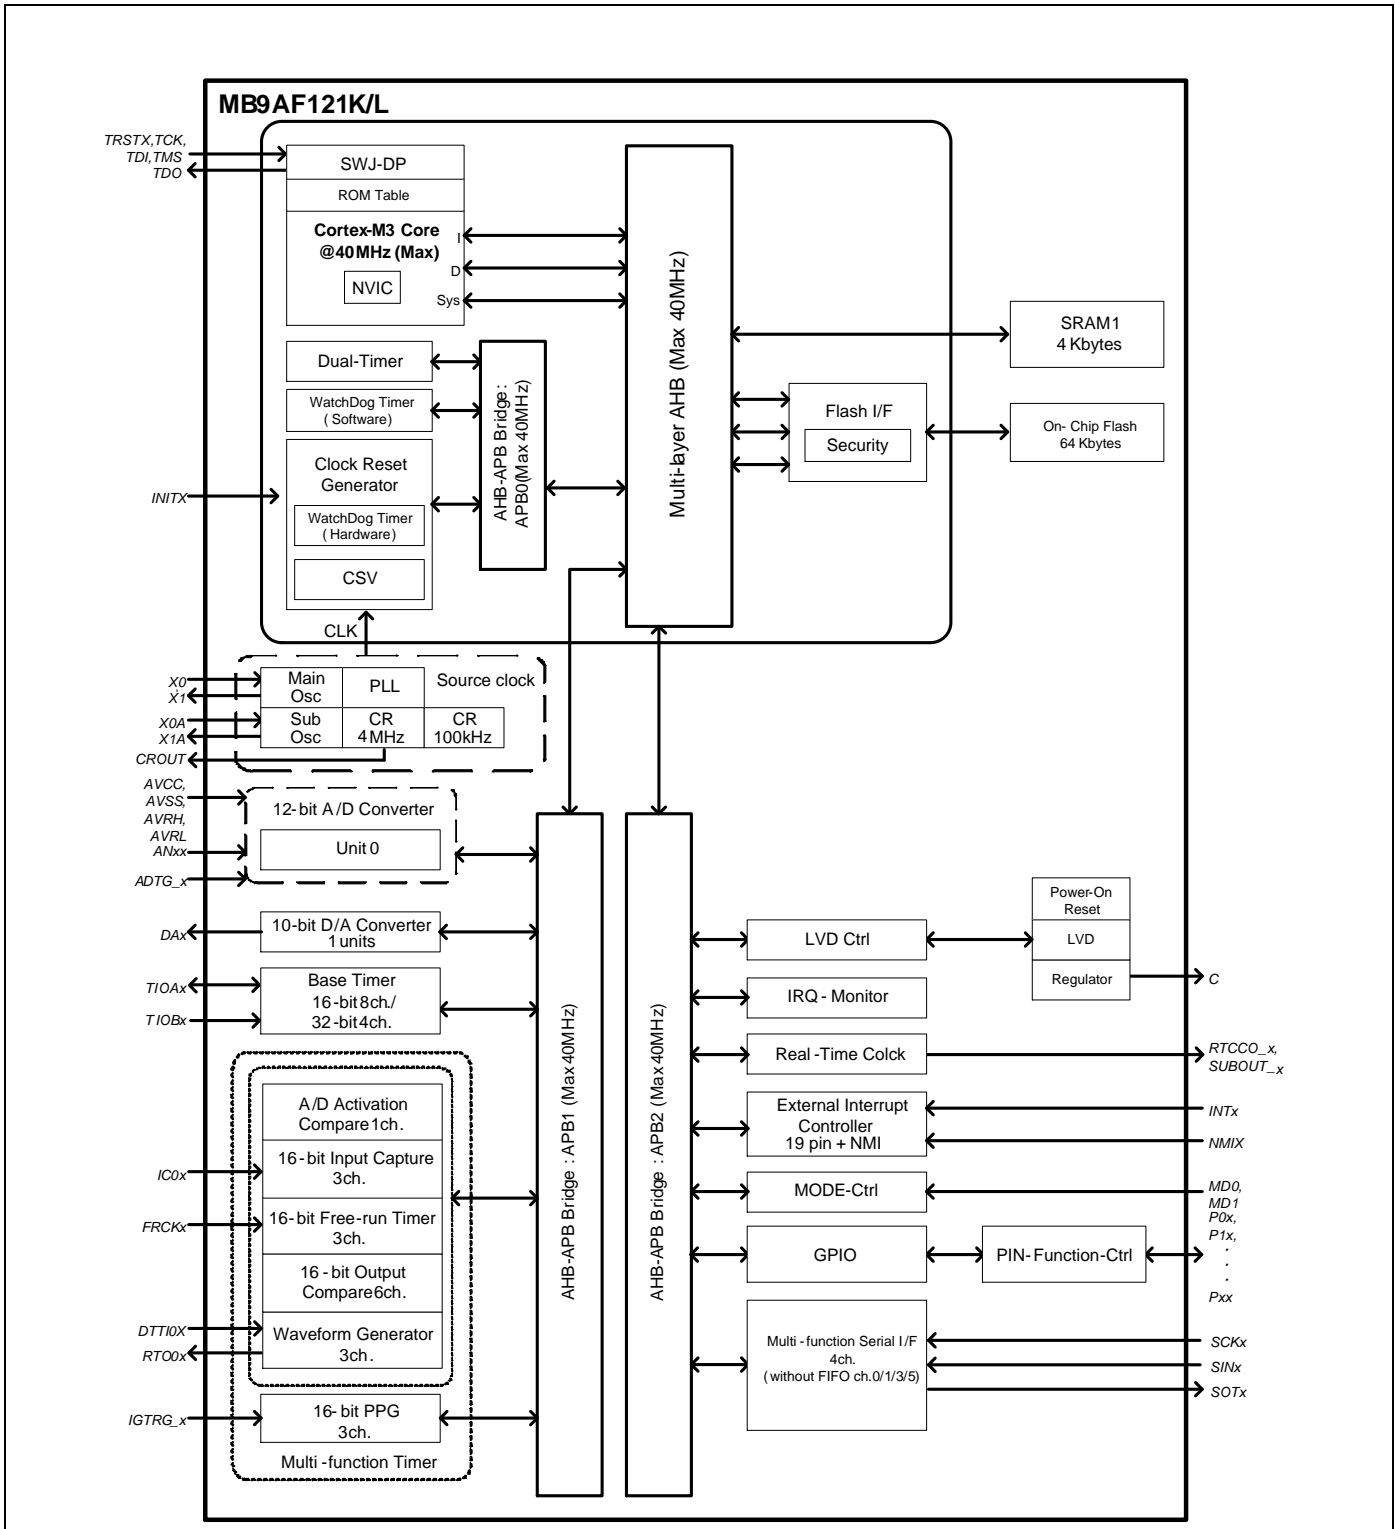 MB9AF121K/L
TRSTX,TCK,
TDI,TMS
TDO
SWJ-DP
ROM Table
Cortex-M3 Core
@40MHz (Max)
NVIC
I
D
Sys
Dual-Timer
WatchDog Timer
( Software)
Clock Reset
Generator
WatchDog Timer
( Hardware)
CSV
INITX
CLK
AHB-APB Bridge :
APB0(Max 40MHz)
Multi-layer AHB (Max 40MHz)
SRAM1
4 Kbytes
Flash I/F
Security
On- Chip Flash
64 Kbytes
X0
X1
X0A
X1A
CROUT
Main
Osc
PLL
Source clock
Sub
Osc
CR
4MHz
CR
100kHz
AVCC,
AVSS,
AVRH,
AVRL
ANxx
ADTG_x
12- bit A /D Converter
Unit 0
DAx
10-bit D/A Converter
1 units
TIOAx
TIOBx
Base Timer
16-bit 8ch./
32-bit 4ch.
A/D Activation
Compare 1ch.
IC0x
16 - bit Input Capture
3ch.
FRCKx
16-bit Free-run Timer
3ch.
16 - bit Output
Compare 6ch.
DTTI0X
RTO0x
Waveform Generator
3ch.
IGTRG_x
16- bit PPG
3ch.
Multi -function Timer
AHB-APB Bridge : APB1 (Max 40MHz)
AHB-APB Bridge : APB2 (Max 40MHz)
LVD Ctrl
Power-On
Reset
LVD
Regulator
C
IRQ - Monitor
Real -Time Colck
RTCCO_x,
SUBOUT_x
External Interrupt
Controller
19 pin + NMI
INTx
NMIX
MODE-Ctrl
MD0,
MD1
GPIO
PIN- Function-Ctrl
P0x,
P1x,
.
.
.
Pxx
Multi - function Serial I /F
4ch.
( without FIFO ch.0/1/3/5)
SCKx
SINx
SOTx